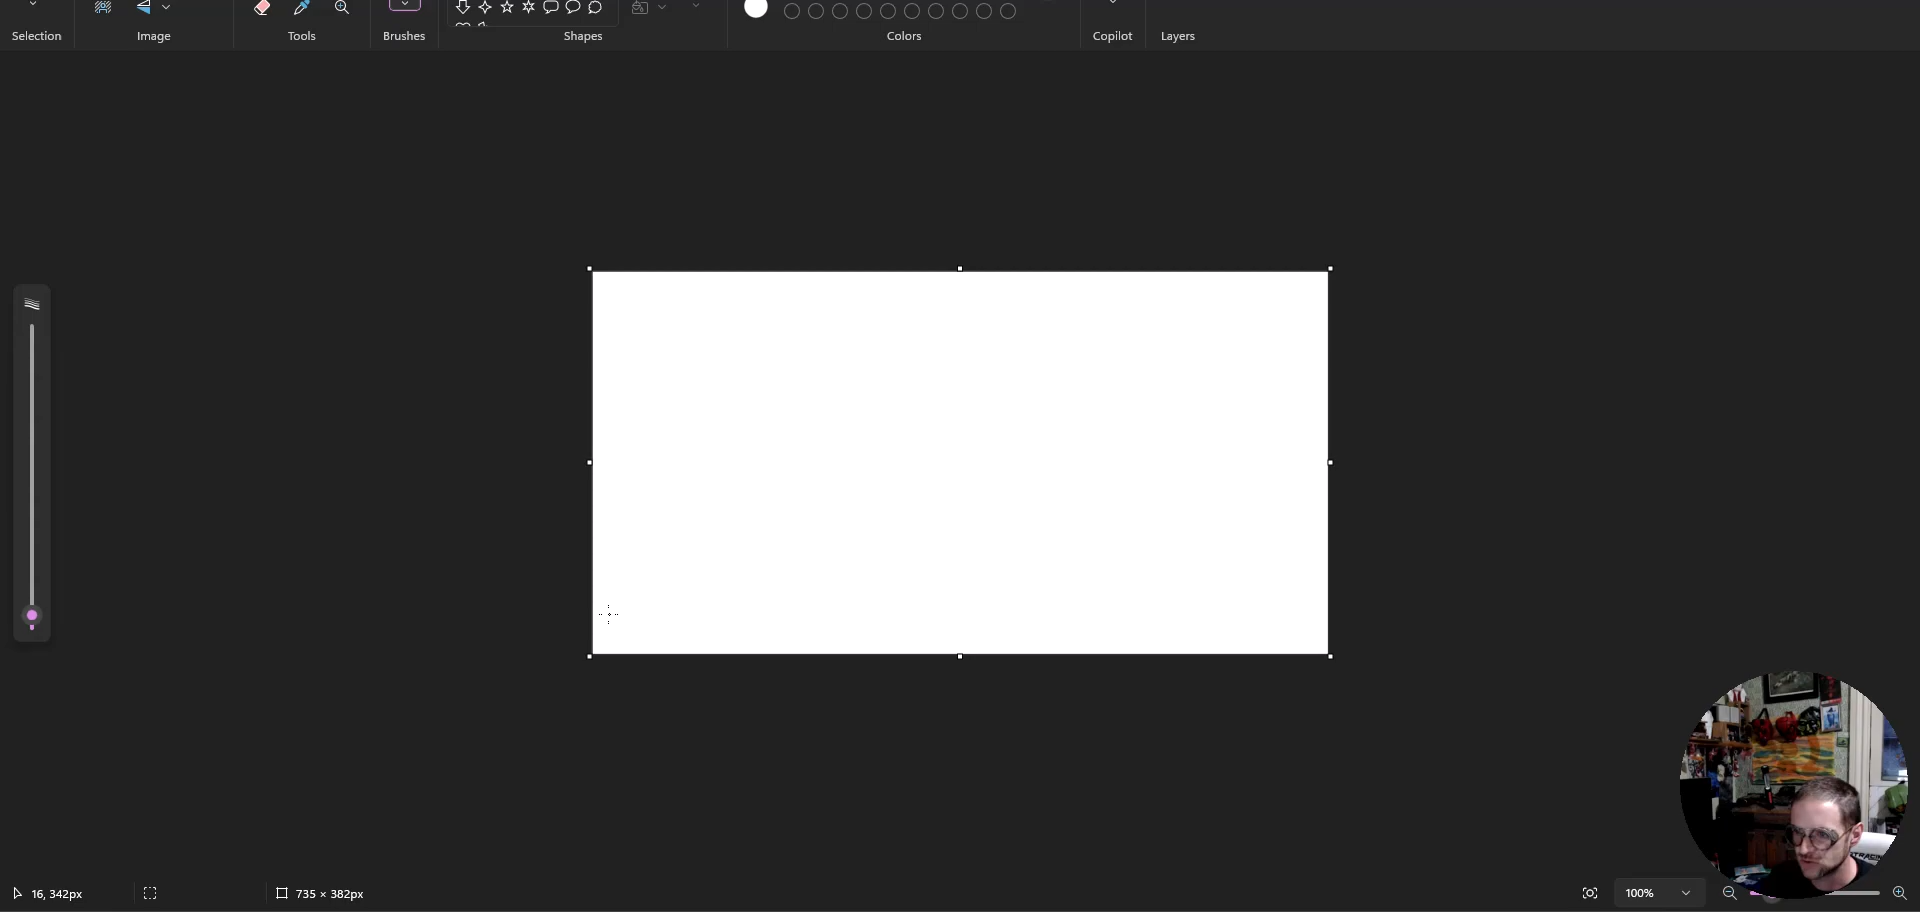 Selection Image Tools Brushes Shapes Colors Copilot Layers
16, 342px 735 × 382px 100%